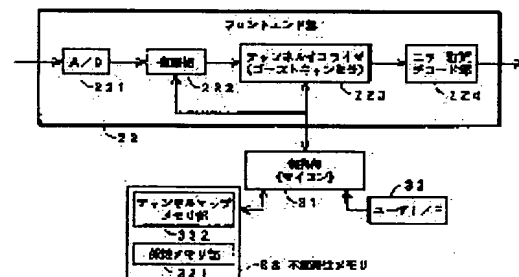 フロントエンド部
A/D
221
222
チャンネルイコライザ
(ゴーストキャンセラ)
223
エラー訂正
デコード部
224
22
制御部
(マイコン)
31
チャンネルマップ
メモリ部
332
331
33 不揮発性メモリ
ユーザI/F
32